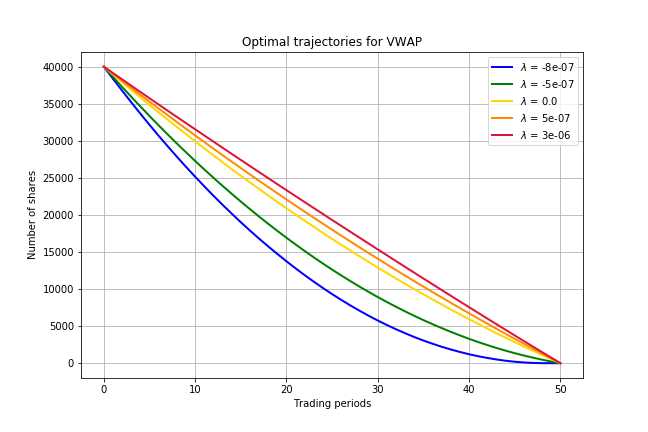 Optimal trajectories for VWAP
λ = -8e-07
λ = -5e-07
λ = 0.0
λ = 5e-07
λ = 3e-06
Number of shares
40000
35000
30000
25000
20000
15000
10000
5000
0
0 10 20 30 40 50
Trading periods